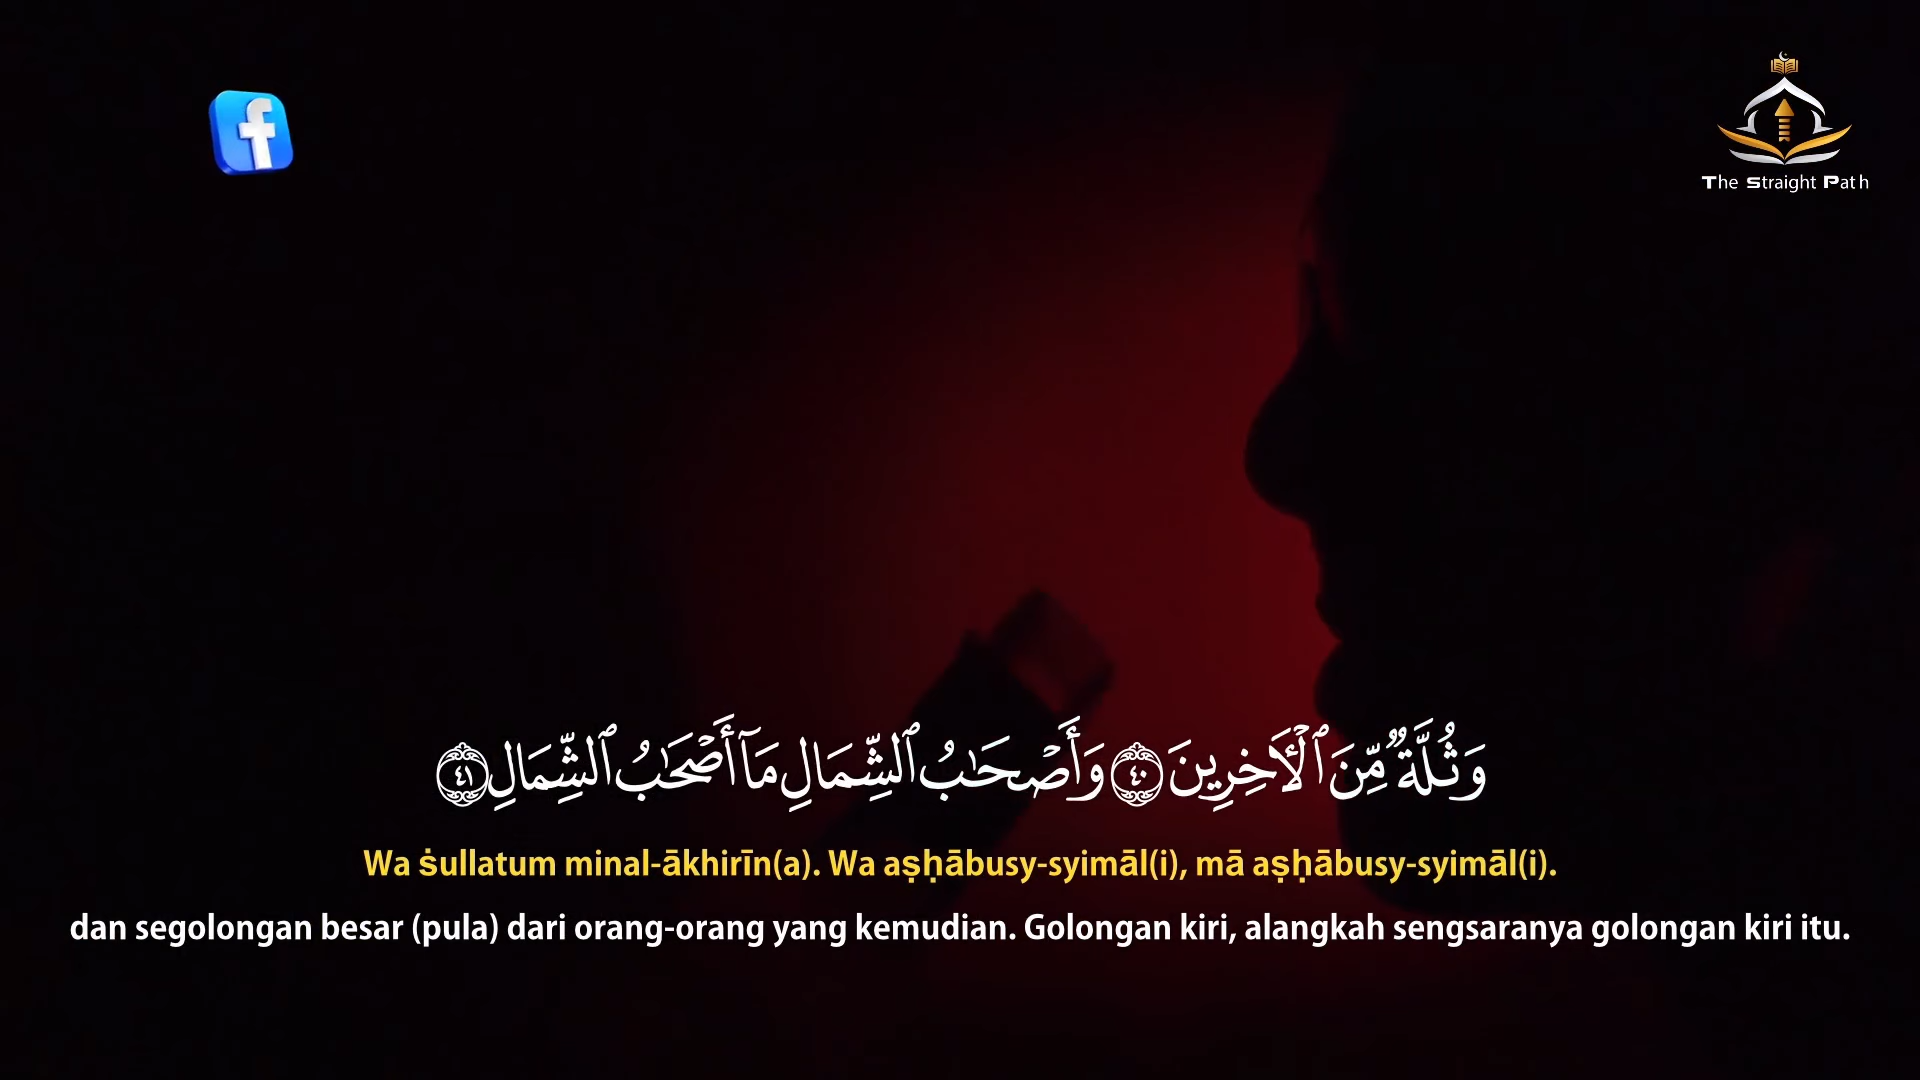 The Straight Path
وَثُلَّةٌ مِّنَ ٱلْأَخِرِينَ ٤٠ وَأَصْحَـٰبُ ٱلشِّمَالِ مَآ أَصْحَـٰبُ ٱلشِّمَالِ ٤١
Wa ṡullatum minal-ākhirīn(a). Wa aṣḥābusy-syimāl(i), mā aṣḥābusy-syimāl(i).
dan segolongan besar (pula) dari orang-orang yang kemudian. Golongan kiri, alangkah sengsaranya golongan kiri itu.